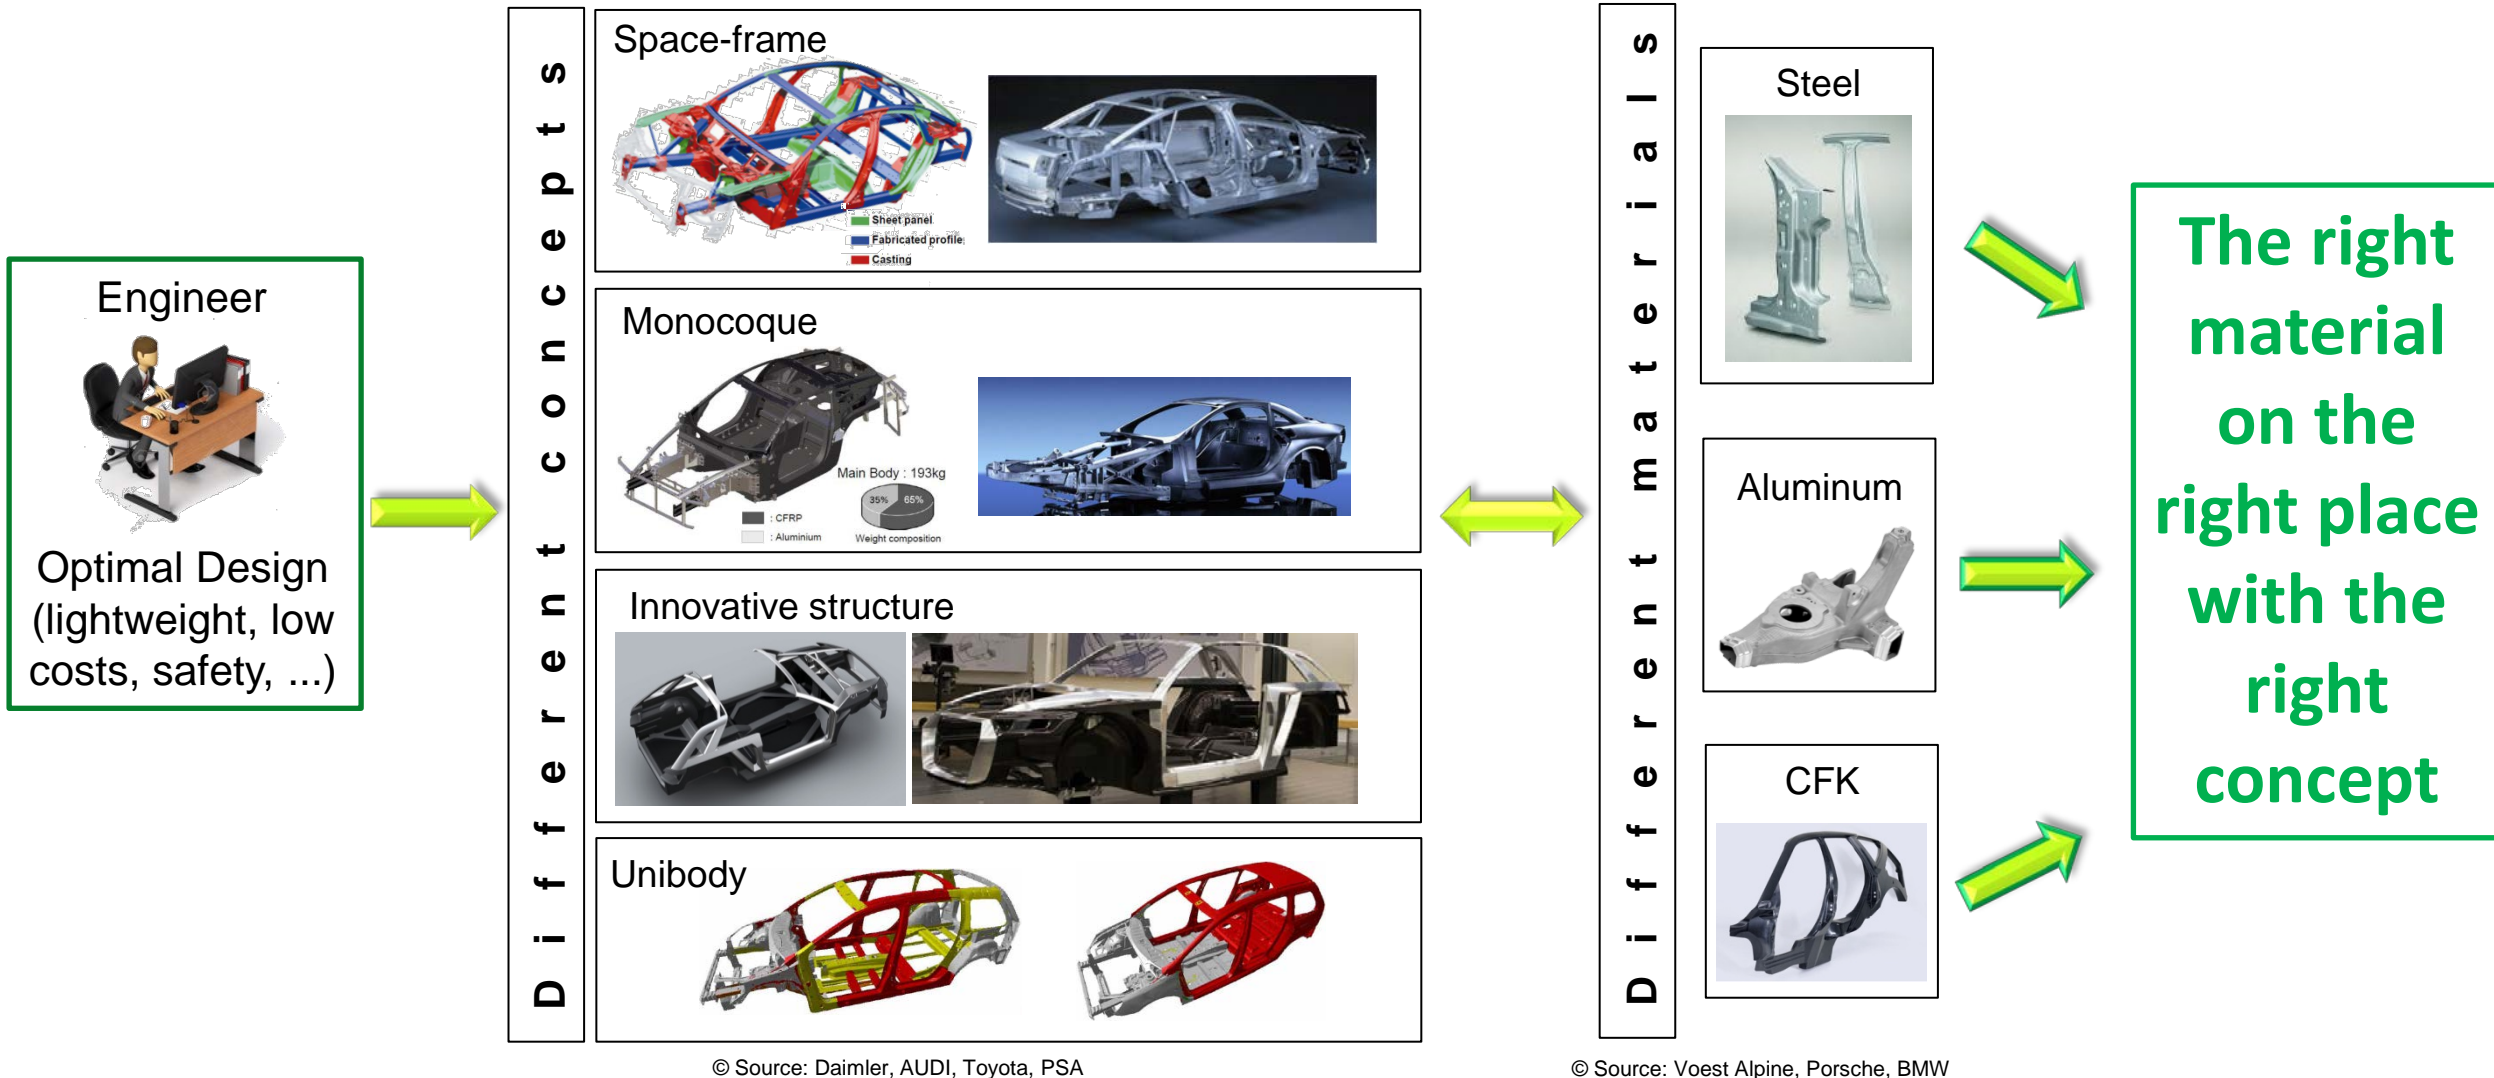 Engineer
Optimal Design
(lightweight, low
costs, safety, ...)
Different concepts
Space-frame
Sheet panel
Fabricated profile
Casting
Monocoque
Main Body : 193kg
35%
65%
: CFRP
: Aluminium
Weight composition
Innovative structure
Unibody
© Source: Daimler, AUDI, Toyota, PSA
Different materials
Steel
Aluminum
CFK
© Source: Voest Alpine, Porsche, BMW
The right
material
on the
right place
with the
right
concept